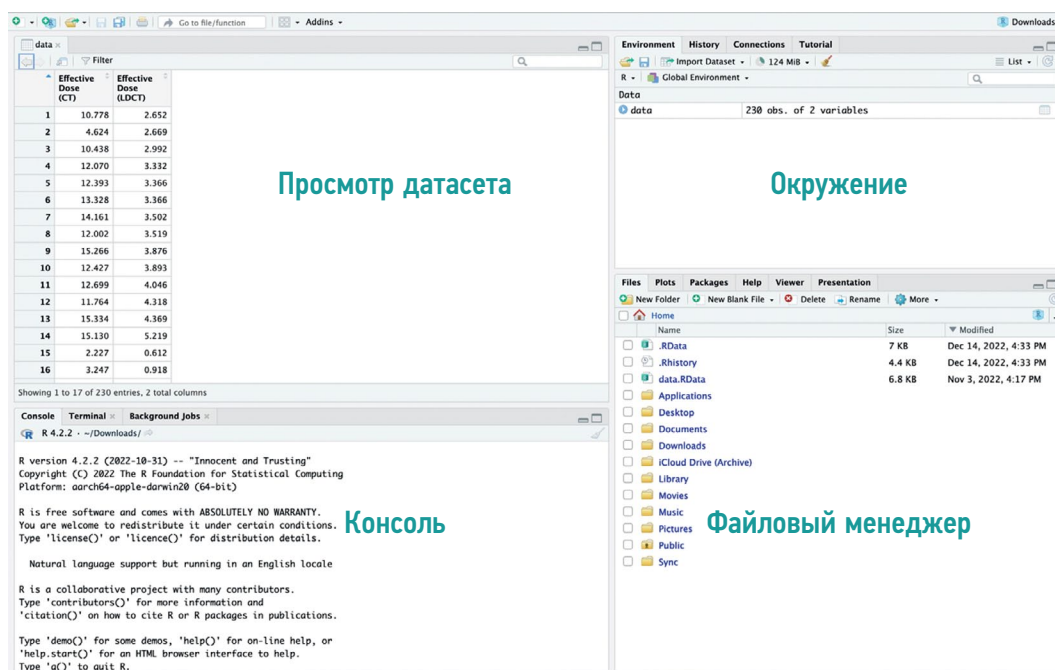 Go to file/function Addins Downloads
data
Filter
Effective Dose (CT) Effective Dose (LDCT)
1 10.778 2.652
2 4.624 2.669
3 10.438 2.992
4 12.070 3.332
5 12.393 3.366
6 13.328 3.366
7 14.161 3.502
8 12.002 3.519
9 15.266 3.876
10 12.427 3.893
11 12.699 4.046
12 11.764 4.318
13 15.334 4.369
14 15.130 5.219
15 2.227 0.612
16 3.247 0.918
Showing 1 to 17 of 230 entries, 2 total columns
Просмотр датасета
Environment History Connections Tutorial
Import Dataset 124 MiB List
R Global Environment
Data
data 230 obs. of 2 variables
Окружение
Console Terminal Background Jobs
R 4.2.2 · ~/Downloads/
R version 4.2.2 (2022-10-31) -- "Innocent and Trusting"
Copyright (C) 2022 The R Foundation for Statistical Computing
Platform: aarch64-apple-darwin20 (64-bit)
R is free software and comes with ABSOLUTELY NO WARRANTY.
You are welcome to redistribute it under certain conditions.
Type 'license()' or 'licence()' for distribution details.
Natural language support but running in an English locale
R is a collaborative project with many contributors.
Type 'contributors()' for more information and
'citation()' on how to cite R or R packages in publications.
Type 'demo()' for some demos, 'help()' for on-line help, or
'help.start()' for an HTML browser interface to help.
Type 'q()' to quit R.
Консоль
Files Plots Packages Help Viewer Presentation
New Folder New Blank File Delete Rename More
Home
Name Size Modified
.RData 7 KB Dec 14, 2022, 4:33 PM
.Rhistory 4.4 KB Dec 14, 2022, 4:33 PM
data.RData 6.8 KB Nov 3, 2022, 4:17 PM
Applications
Desktop
Documents
Downloads
iCloud Drive (Archive)
Library
Movies
Music
Pictures
Public
Sync
Файловый менеджер